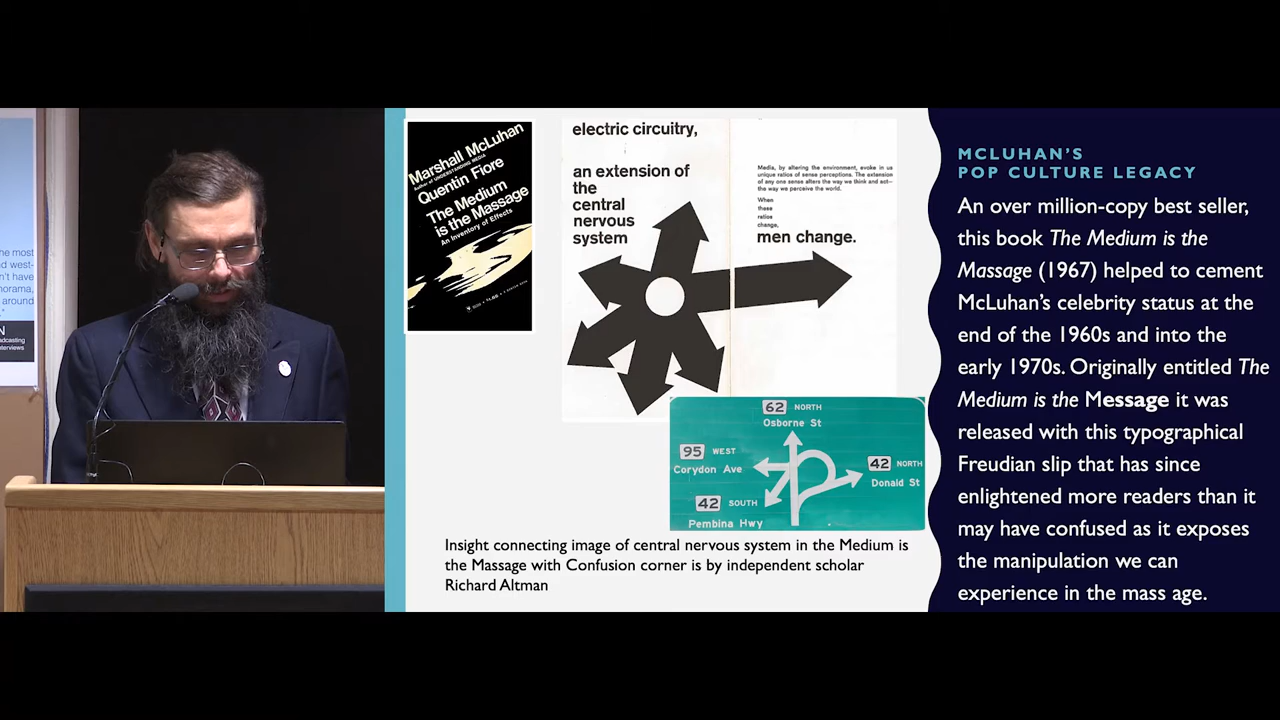 he most
d west-
n't have
norama,
around
N
adcasting
nterviews
Marshall McLuhan
Author of UNDERSTANDING MEDIA
Quentin Fiore
The Medium
is the Massage
An Inventory of Effects
electric circuitry,
an extension of
the
central
nervous
system
Media, by altering the environment, evoke in us
unique ratios of sense perceptions. The extension
of any one sense alters the way we think and act—
the way we perceive the world.
When
these
ratios
change,
men change.
62 NORTH
Osborne St
95 WEST
Corydon Ave
42 NORTH
Donald St
42 SOUTH
Pembina Hwy
Insight connecting image of central nervous system in the Medium is
the Massage with Confusion corner is by independent scholar
Richard Altman
MCLUHAN'S
POP CULTURE LEGACY
An over million-copy best seller,
this book The Medium is the
Massage (1967) helped to cement
McLuhan's celebrity status at the
end of the 1960s and into the
early 1970s. Originally entitled The
Medium is the Message it was
released with this typographical
Freudian slip that has since
enlightened more readers than it
may have confused as it exposes
the manipulation we can
experience in the mass age.